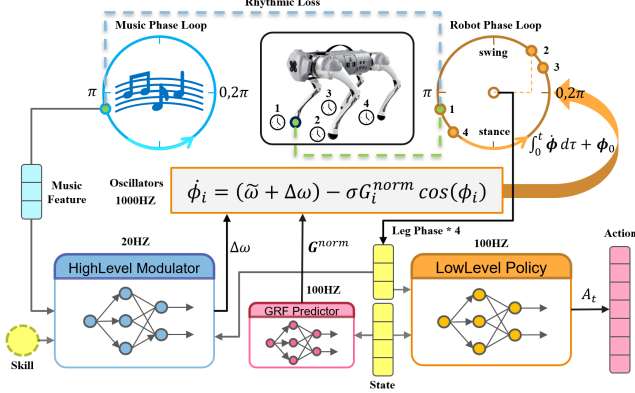 Rhythmic Loss
Music Phase Loop
Robot Phase Loop
swing
2
3
π
0,2π
1
2
3
4
π
0,2π
1
4
stance
∫₀ᵗ ϕ̇ dτ + ϕ₀
Music
Feature
Oscillators
1000HZ
ϕ̇ᵢ = (ω̃ + Δω) − σGᵢⁿᵒʳᵐ cos(ϕᵢ)
20HZ
Δω
Gⁿᵒʳᵐ
Leg Phase * 4
100HZ
Action
HighLevel Modulator
LowLevel Policy
100HZ
GRF Predictor
Aₜ
Skill
State